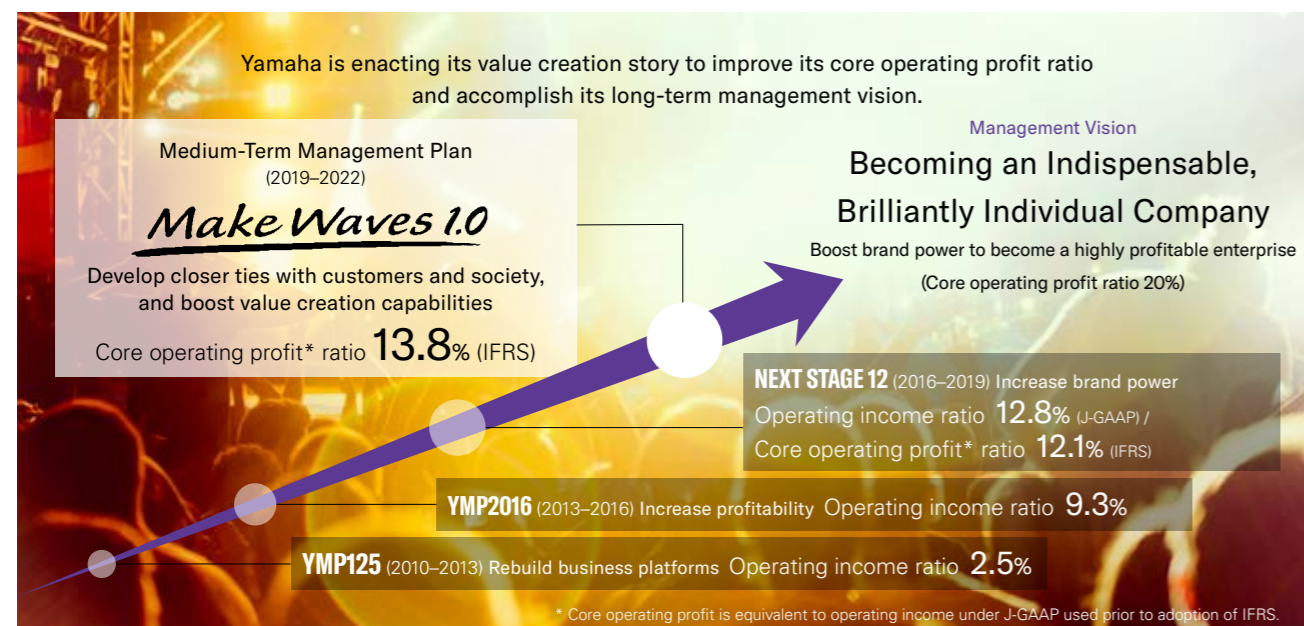 Yamaha is enacting its value creation story to improve its core operating profit ratio
and accomplish its long-term management vision.
Medium-Term Management Plan
(2019–2022)
Make Waves 1.0
Develop closer ties with customers and society,
and boost value creation capabilities
Core operating profit* ratio 13.8% (IFRS)
Management Vision
Becoming an Indispensable,
Brilliantly Individual Company
Boost brand power to become a highly profitable enterprise
(Core operating profit ratio 20%)
NEXT STAGE 12 (2016–2019) Increase brand power
Operating income ratio 12.8% (J-GAAP) /
Core operating profit* ratio 12.1% (IFRS)
YMP2016 (2013–2016) Increase profitability Operating income ratio 9.3%
YMP125 (2010–2013) Rebuild business platforms Operating income ratio 2.5%
* Core operating profit is equivalent to operating income under J-GAAP used prior to adoption of IFRS.